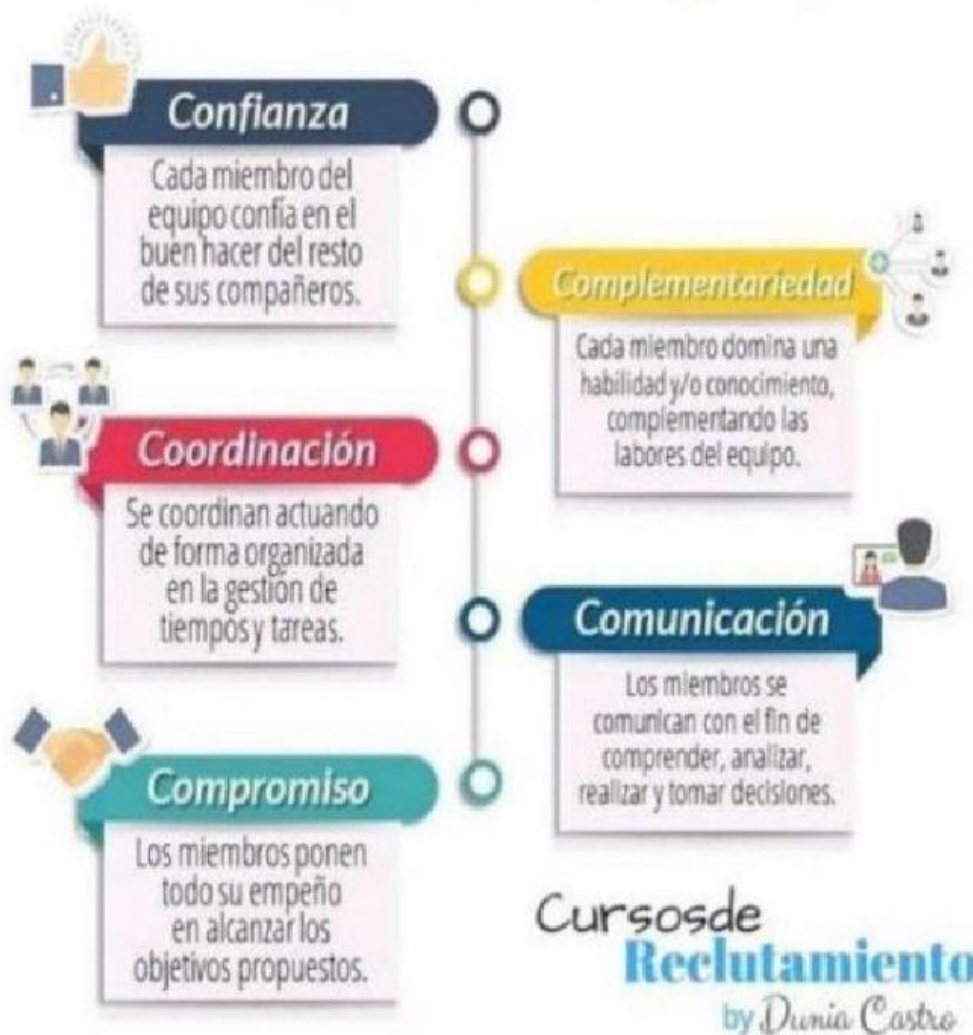 Confianza
Cada miembro del
equipo confía en el
buen hacer del resto
de sus compañeros.
Complementariedad
Cada miembro domina una
habilidad y/o conocimiento,
complementando las
labores del equipo.
Coordinación
Se coordinan actuando
de forma organizada
en la gestión de
tiempos y tareas.
Comunicación
Los miembros se
comunican con el fin de
comprender, analizar,
realizar y tomar decisiones.
Compromiso
Los miembros ponen
todo su empeño
en alcanzar los
objetivos propuestos.
Cursosde
Reclutamiento
by Dunia Castro